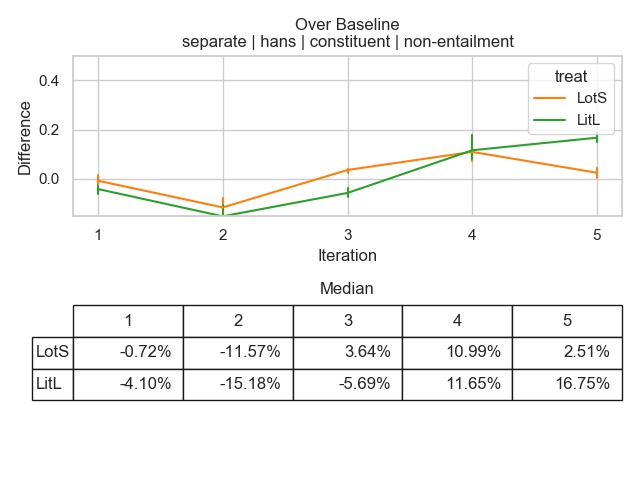 Over Baseline
separate | hans | constituent | non-entailment
treat
LotS
LitL
0.4
0.2
0.0
Difference
1 2 3 4 5
Iteration
Median
1 2 3 4 5
LotS -0.72% -11.57% 3.64% 10.99% 2.51%
LitL -4.10% -15.18% -5.69% 11.65% 16.75%